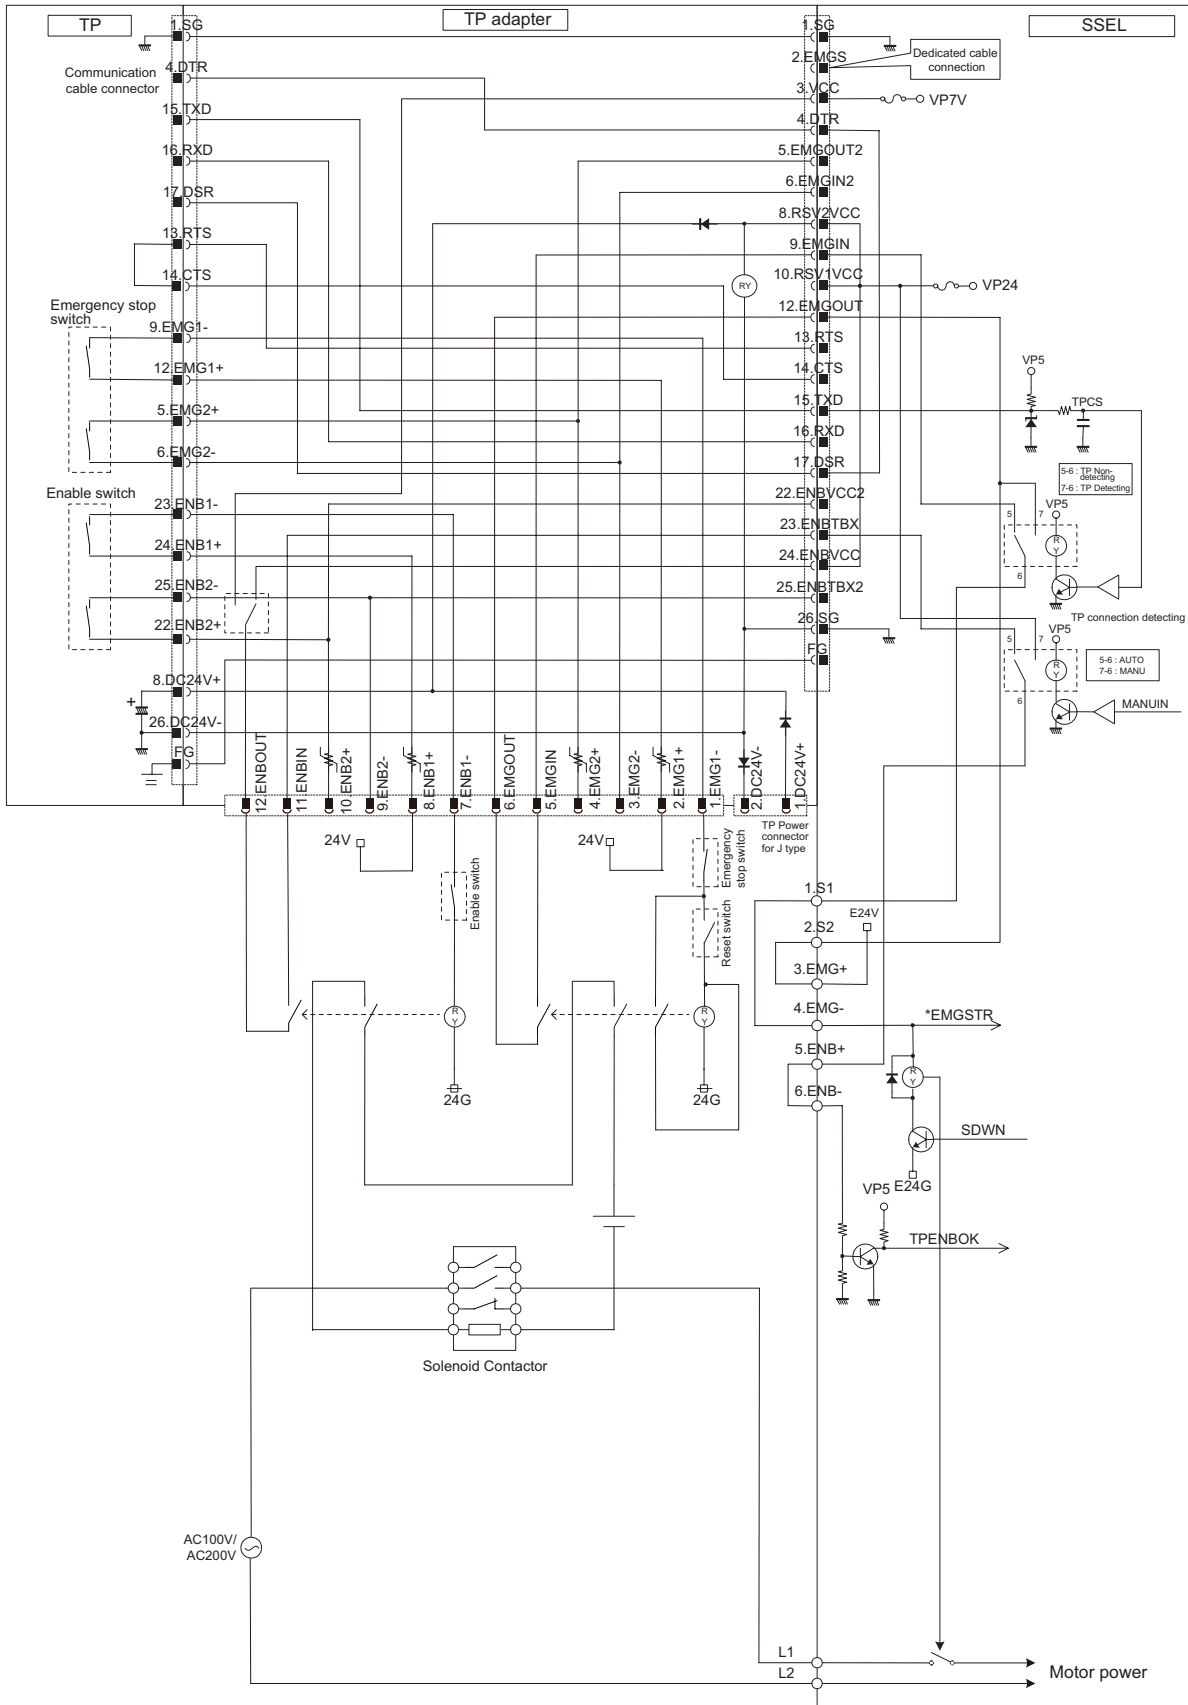 TP
TP adapter
SSEL
Communication
cable connector
1.SG
4.DTR
15.TXD
16.RXD
17.DSR
13.RTS
14.CTS
Emergency stop
switch
9.EMG1-
12.EMG1+
5.EMG2+
6.EMG2-
Enable switch
23.ENB1-
24.ENB1+
25.ENB2-
22.ENB2+
8.DC24V+
+
26.DC24V-
FG
RY
1.SG
2.EMGS
3.VCC
4.DTR
5.EMGOUT2
6.EMGIN2
8.RSV2VCC
9.EMGIN
10.RSV1VCC
12.EMGOUT
13.RTS
14.CTS
15.TXD
16.RXD
17.DSR
22.ENBVCC2
23.ENBTBX
24.ENBVCC
25.ENBTBX2
26.SG
FG
Dedicated cable
connection
VP7V
VP24
VP5
TPCS
5-6 : TP Non-
detecting
7-6 : TP Detecting
5
7
VP5
R
Y
6
TP connection detecting
5
7
VP5
R
Y
6
5-6 : AUTO
7-6 : MANU
MANUIN
12.ENBOUT
11.ENBIN
10.ENB2+
9.ENB2-
8.ENB1+
7.ENB1-
6.EMGOUT
5.EMGIN
4.EMG2+
3.EMG2-
2.EMG1+
1.EMG1-
2.DC24V-
1.DC24V+
TP Power
connector
for J type
24V
24V
Enable switch
Emergency
stop switch
Reset switch
R
Y
R
Y
24G
24G
1.S1
2.S2
3.EMG+
4.EMG-
5.ENB+
6.ENB-
E24V
*EMGSTR
R
Y
SDWN
E24G
VP5
TPENBOK
Solenoid Contactor
AC100V/
AC200V
L1
L2
Motor power